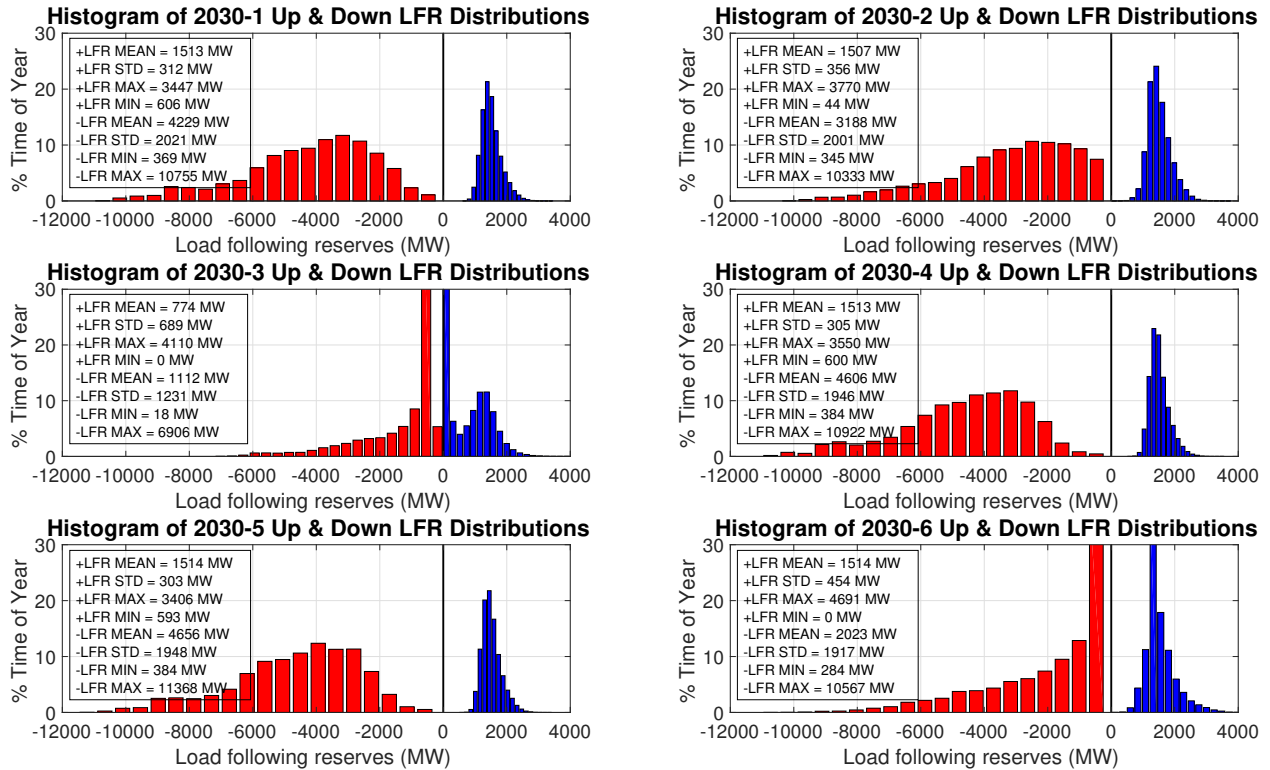 Histogram of 2030-1 Up & Down LFR Distributions
30
20
10
0
% Time of Year
+LFR MEAN = 1513 MW
+LFR STD = 312 MW
+LFR MAX = 3447 MW
+LFR MIN = 606 MW
-LFR MEAN = 4229 MW
-LFR STD = 2021 MW
-LFR MIN = 369 MW
-LFR MAX = 10755 MW
-12000 -10000 -8000 -6000 -4000 -2000 0 2000 4000
Load following reserves (MW)
Histogram of 2030-2 Up & Down LFR Distributions
30
20
10
0
% Time of Year
+LFR MEAN = 1507 MW
+LFR STD = 356 MW
+LFR MAX = 3770 MW
+LFR MIN = 44 MW
-LFR MEAN = 3188 MW
-LFR STD = 2001 MW
-LFR MIN = 345 MW
-LFR MAX = 10333 MW
-12000 -10000 -8000 -6000 -4000 -2000 0 2000 4000
Load following reserves (MW)
Histogram of 2030-3 Up & Down LFR Distributions
30
20
10
0
% Time of Year
+LFR MEAN = 774 MW
+LFR STD = 689 MW
+LFR MAX = 4110 MW
+LFR MIN = 0 MW
-LFR MEAN = 1112 MW
-LFR STD = 1231 MW
-LFR MIN = 18 MW
-LFR MAX = 6906 MW
-12000 -10000 -8000 -6000 -4000 -2000 0 2000 4000
Load following reserves (MW)
Histogram of 2030-4 Up & Down LFR Distributions
30
20
10
0
% Time of Year
+LFR MEAN = 1513 MW
+LFR STD = 305 MW
+LFR MAX = 3550 MW
+LFR MIN = 600 MW
-LFR MEAN = 4606 MW
-LFR STD = 1946 MW
-LFR MIN = 384 MW
-LFR MAX = 10922 MW
-12000 -10000 -8000 -6000 -4000 -2000 0 2000 4000
Load following reserves (MW)
Histogram of 2030-5 Up & Down LFR Distributions
30
20
10
0
% Time of Year
+LFR MEAN = 1514 MW
+LFR STD = 303 MW
+LFR MAX = 3406 MW
+LFR MIN = 593 MW
-LFR MEAN = 4656 MW
-LFR STD = 1948 MW
-LFR MIN = 384 MW
-LFR MAX = 11368 MW
-12000 -10000 -8000 -6000 -4000 -2000 0 2000 4000
Load following reserves (MW)
Histogram of 2030-6 Up & Down LFR Distributions
30
20
10
0
% Time of Year
+LFR MEAN = 1514 MW
+LFR STD = 454 MW
+LFR MAX = 4691 MW
+LFR MIN = 0 MW
-LFR MEAN = 2023 MW
-LFR STD = 1917 MW
-LFR MIN = 284 MW
-LFR MAX = 10567 MW
-12000 -10000 -8000 -6000 -4000 -2000 0 2000 4000
Load following reserves (MW)